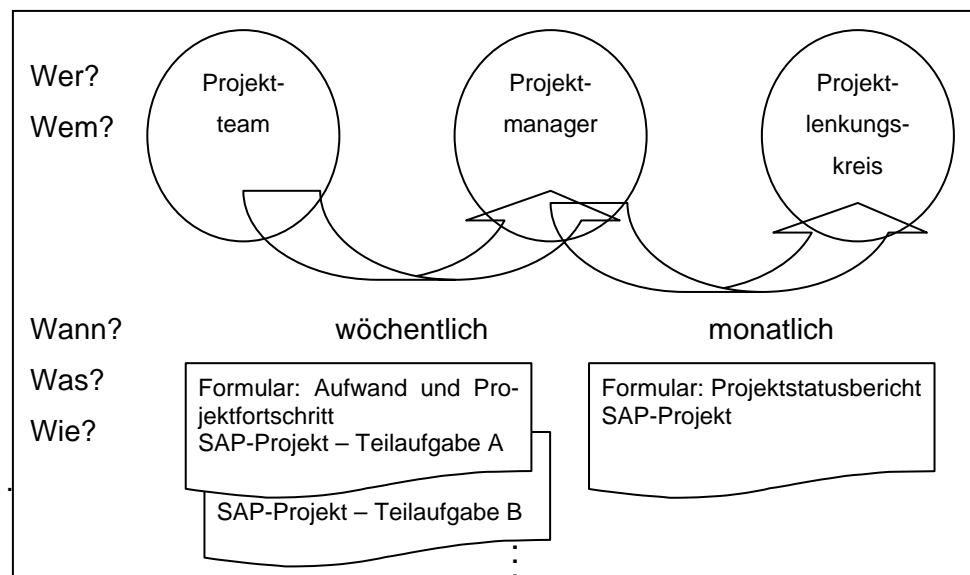 Wer?
Wem?
Projekt-
team
Projekt-
manager
Projekt-
lenkungs-
kreis
Wann?
wöchentlich
monatlich
Was?
Wie?
Formular: Aufwand und Pro-
jektfortschritt
SAP-Projekt – Teilaufgabe A
SAP-Projekt – Teilaufgabe B
Formular: Projektstatusbericht
SAP-Projekt